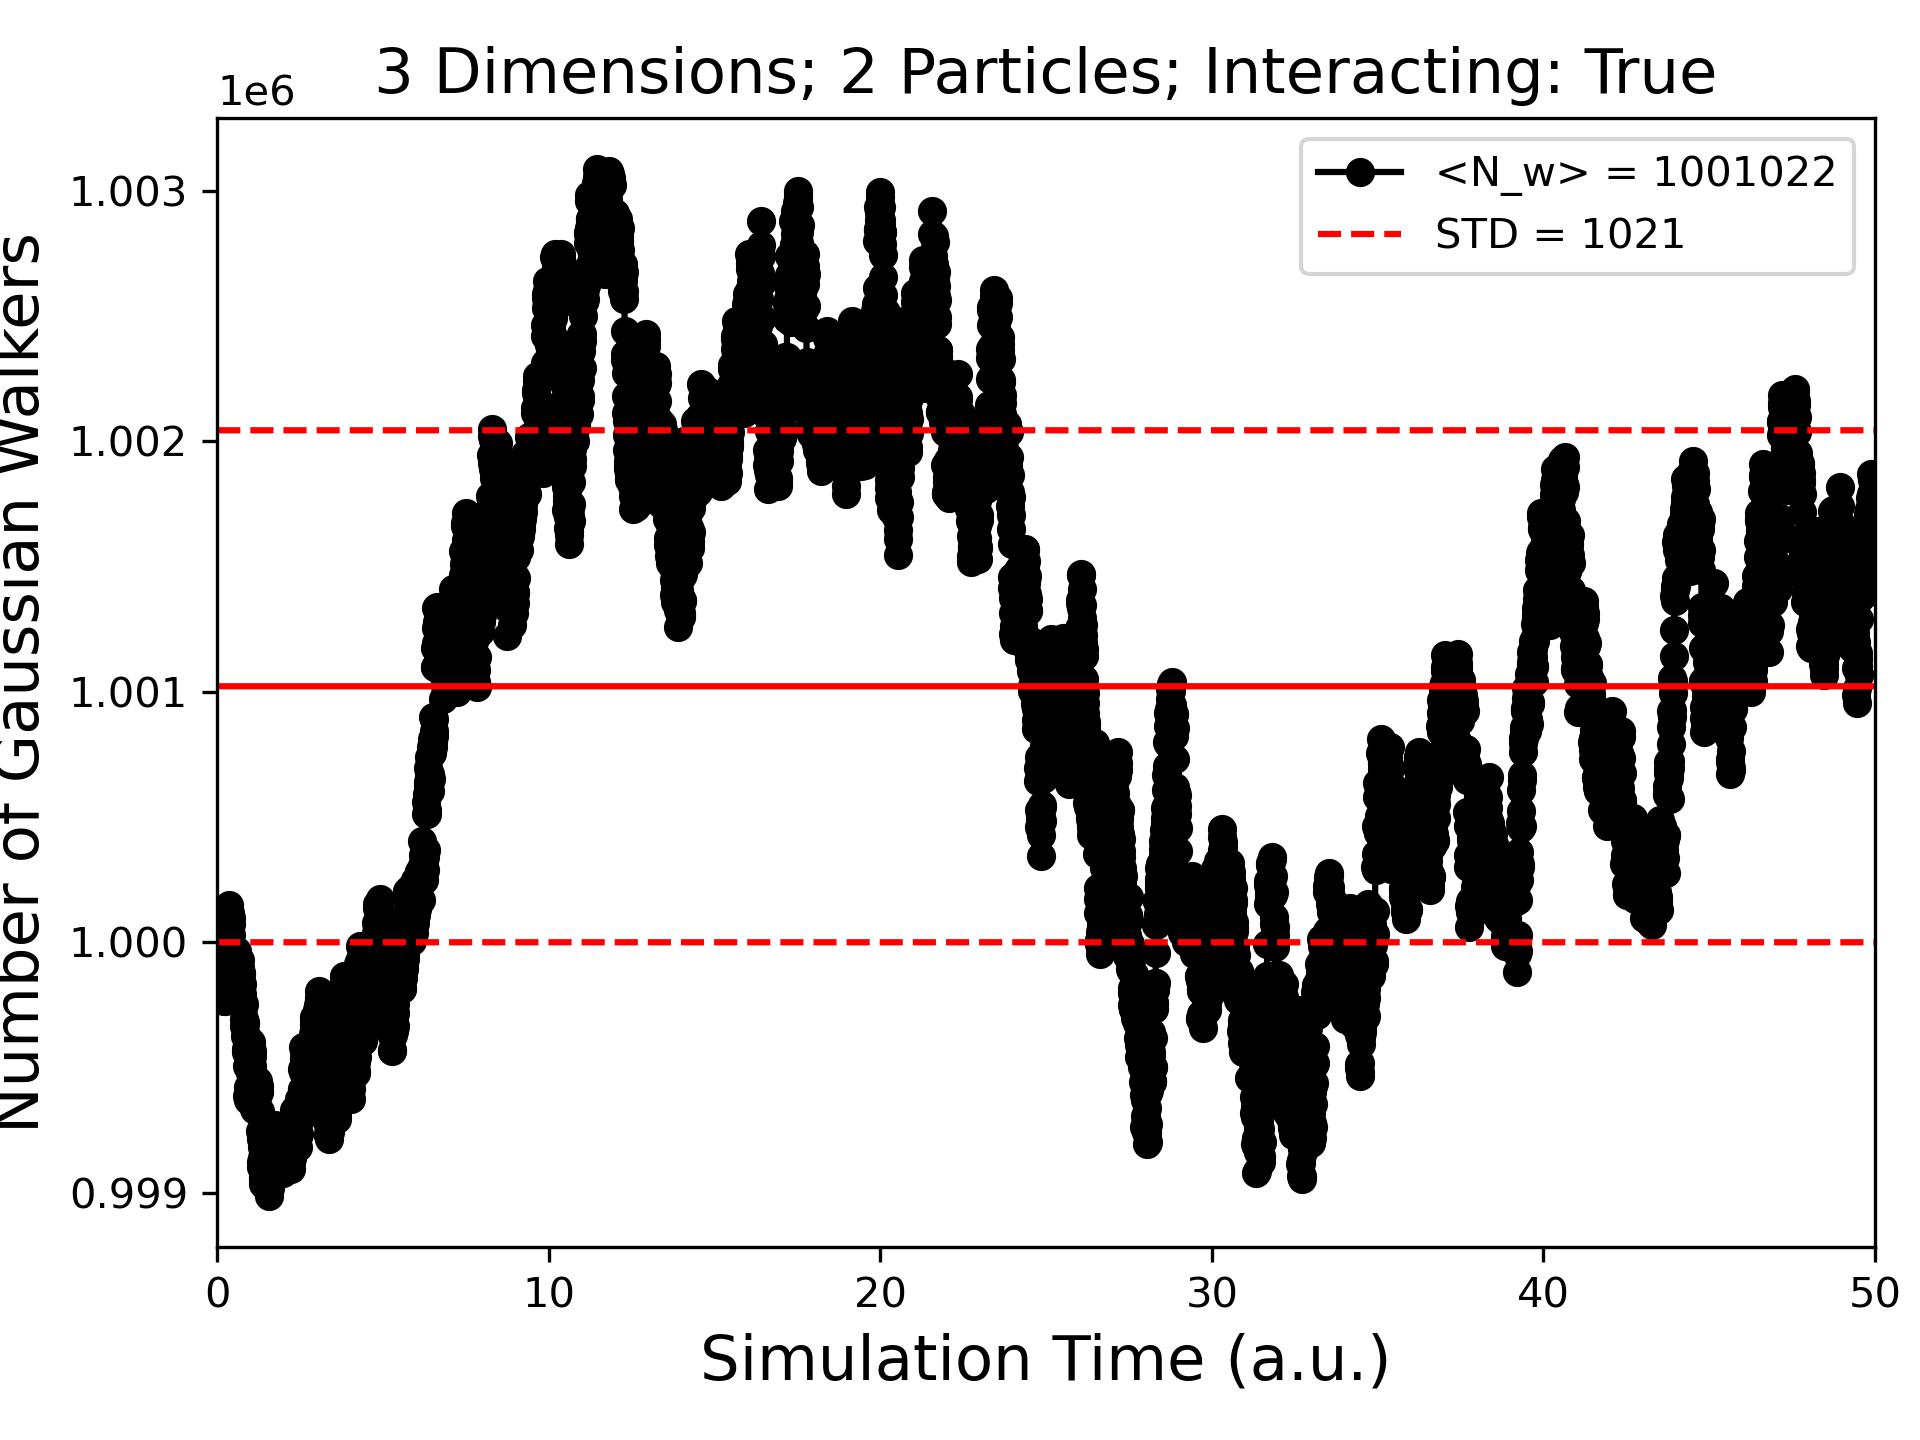 3 Dimensions; 2 Particles; Interacting: True
1e6
<N_w> = 1001022
STD = 1021
Number of Gaussian Walkers
1.003
1.002
1.001
1.000
0.999
0
10
20
30
40
50
Simulation Time (a.u.)